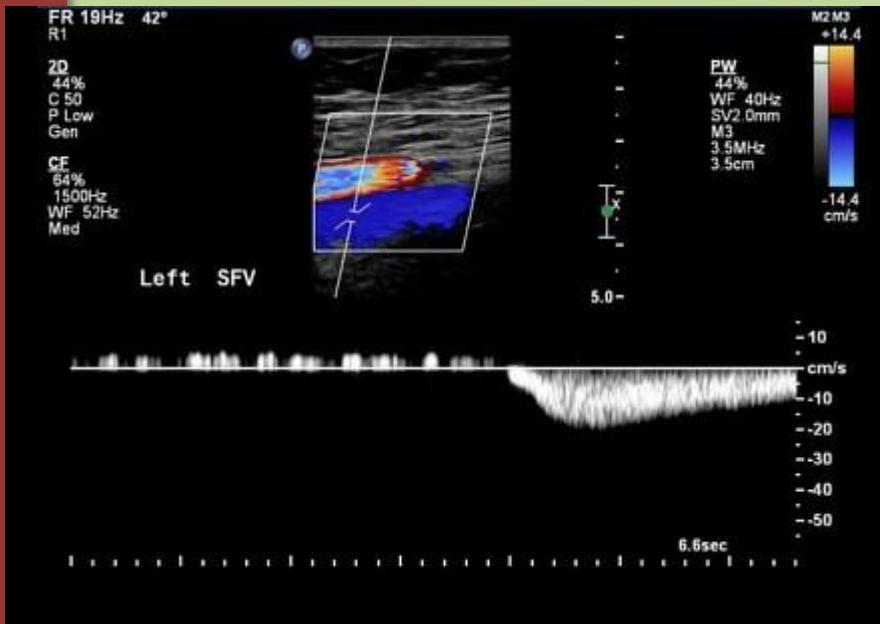 FR 19Hz 42°
R1
2D
44%
C 50
P Low
Gen
CF
64%
1500Hz
WF 52Hz
Med
P
M2 M3
+14.4
-14.4
cm/s
PW
44%
WF 40Hz
SV2.0mm
M3
3.5MHz
3.5cm
x
5.0
Left SFV
10
cm/s
-10
-20
-30
-40
-50
6.6sec